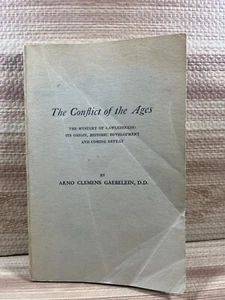 The Conflict of the Ages
THE MYSTERY OF LAWLESSNESS:
ITS ORIGIN, HISTORIC DEVELOPMENT
AND COMING DEFEAT
BY
ARNO CLEMENS GAEBELEIN, D.D.